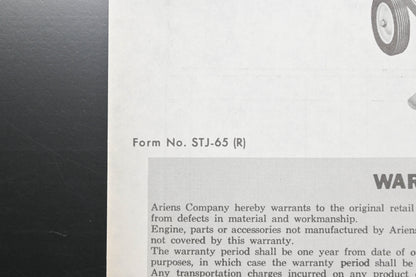 Form No. STJ-65 (R)
WAR
Ariens Company hereby warrants to the original retail
from defects in material and workmanship.
Engine, parts or accessories not manufactured by Ariens
not covered by this warranty.
The warranty period shall be one year from date of
purposes, in which case the warranty period shall be
Any transportation charges incurred on any product